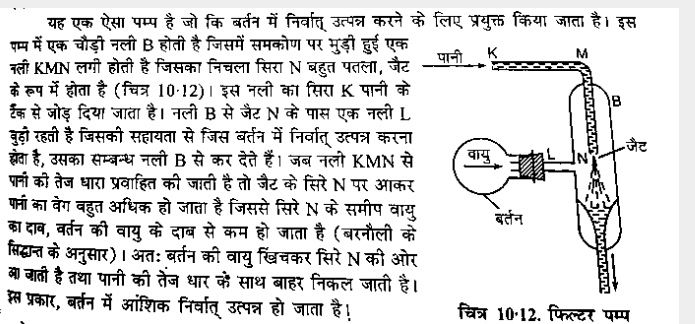 यह एक ऐसा पम्प है जो कि बर्तन में निर्वात् उत्पन्न करने के लिए प्रयुक्त किया जाता है। इस
पम्प में एक चौड़ी नली B होती है जिसमें समकोण पर मुड़ी हुई एक
नली KMN लगी होती है जिसका निचला सिरा N बहुत पतला, जैट
के रूप में होता है (चित्र 10·12)। इस नली का सिरा K पानी के
टैंक से जोड़ दिया जाता है। नली B से जैट N के पास एक नली L
जुड़ी रहती है जिसकी सहायता से जिस बर्तन में निर्वात् उत्पन्न करना
होता है, उसका सम्बन्ध नली B से कर देते हैं। जब नली KMN से
पानी की तेज धारा प्रवाहित की जाती है तो जैट के सिरे N पर आकर
पानी का वेग बहुत अधिक हो जाता है जिससे सिरे N के समीप वायु
का दाब, बर्तन की वायु के दाब से कम हो जाता है (बरनौली के
सिद्धान्त के अनुसार)। अतः बर्तन की वायु खिंचकर सिरे N की ओर
आ जाती है तथा पानी की तेज धार के साथ बाहर निकल जाती है।
इस प्रकार, बर्तन में आंशिक निर्वात् उत्पन्न हो जाता है।
पानी
K
M
B
वायु
L
N
जैट
बर्तन
चित्र 10·12. फिल्टर पम्प